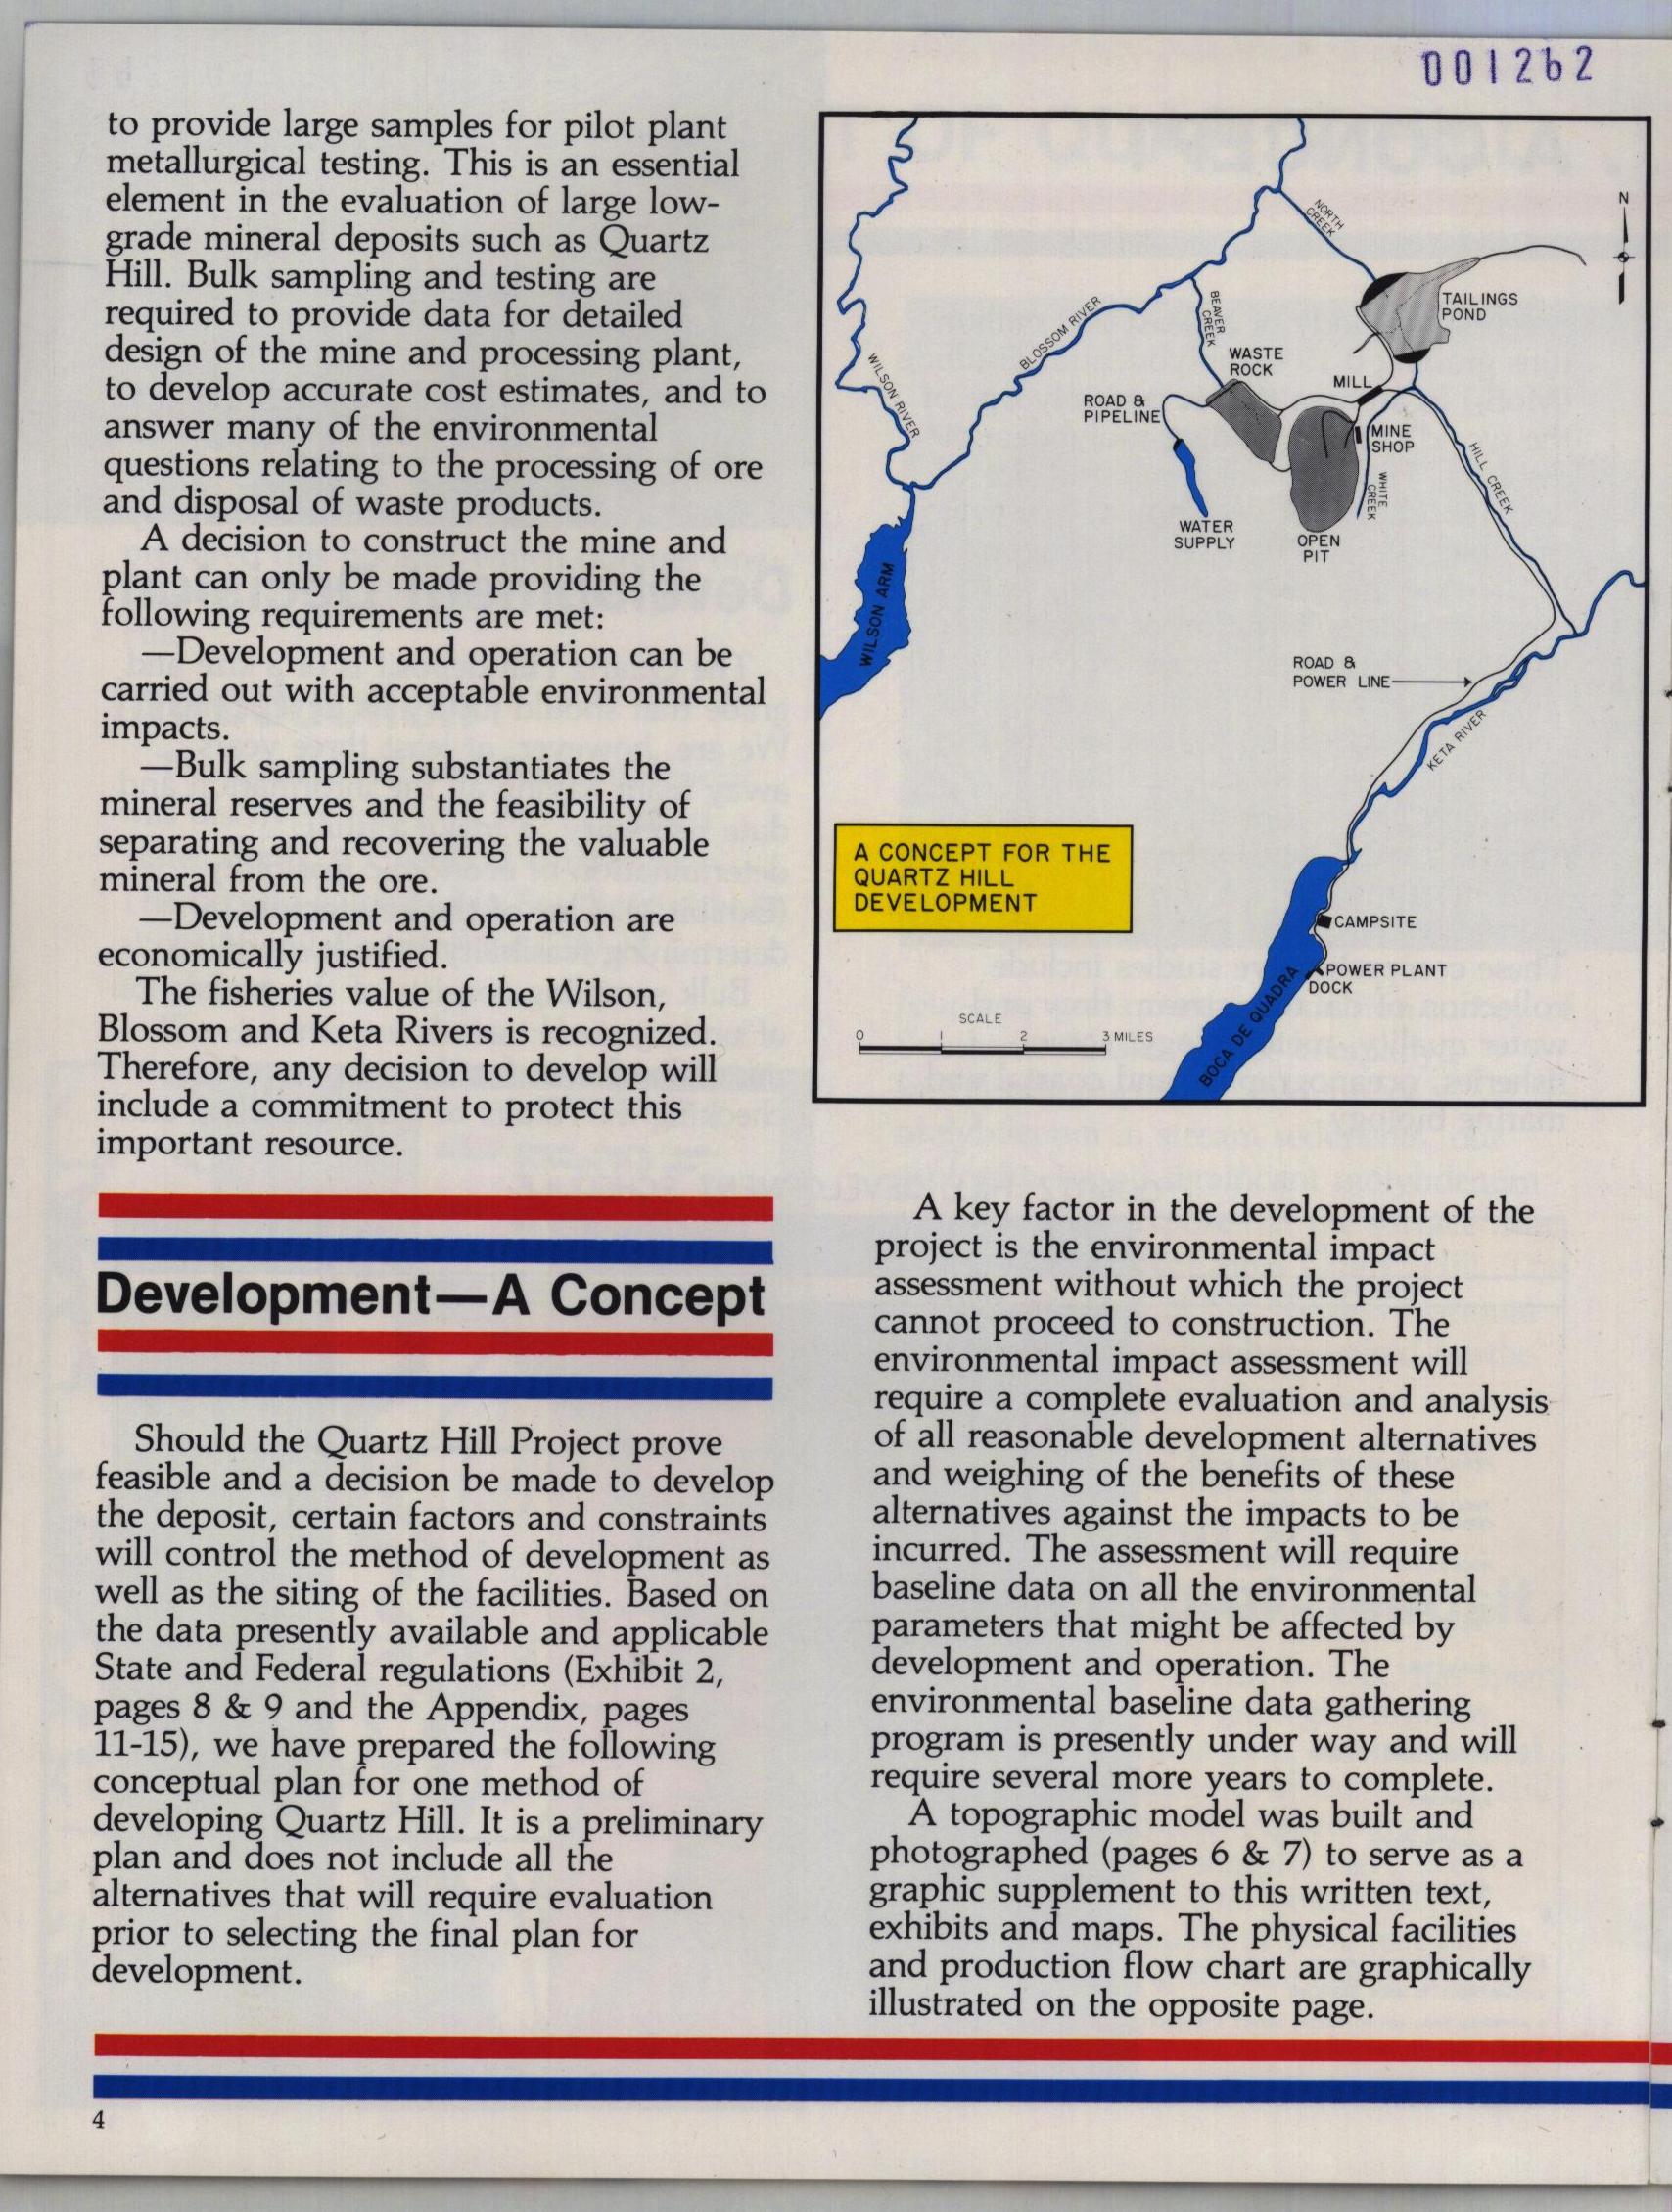 001262
to provide large samples for pilot plant
metallurgical testing. This is an essential
element in the evaluation of large low-
grade mineral deposits such as Quartz
Hill. Bulk sampling and testing are
required to provide data for detailed
design of the mine and processing plant,
to develop accurate cost estimates, and to
answer many of the environmental
questions relating to the processing of ore
and disposal of waste products.
A decision to construct the mine and
plant can only be made providing the
following requirements are met:
—Development and operation can be
carried out with acceptable environmental
impacts.
—Bulk sampling substantiates the
mineral reserves and the feasibility of
separating and recovering the valuable
mineral from the ore.
—Development and operation are
economically justified.
The fisheries value of the Wilson,
Blossom and Keta Rivers is recognized.
Therefore, any decision to develop will
include a commitment to protect this
important resource.
Development—A Concept
Should the Quartz Hill Project prove
feasible and a decision be made to develop
the deposit, certain factors and constraints
will control the method of development as
well as the siting of the facilities. Based on
the data presently available and applicable
State and Federal regulations (Exhibit 2,
pages 8 & 9 and the Appendix, pages
11-15), we have prepared the following
conceptual plan for one method of
developing Quartz Hill. It is a preliminary
plan and does not include all the
alternatives that will require evaluation
prior to selecting the final plan for
development.
N
NORTH
CREEK
TAILINGS
POND
BEAVER
CREEK
BLOSSOM RIVER
WILSON RIVER
WASTE
ROCK
MILL
ROAD &
PIPELINE
MINE
SHOP
HILL CREEK
WHITE
CREEK
WATER
SUPPLY
OPEN
PIT
WILSON ARM
ROAD &
POWER LINE
KETA RIVER
A CONCEPT FOR THE
QUARTZ HILL
DEVELOPMENT
CAMPSITE
POWER PLANT
DOCK
BOCA DE QUADRA
SCALE
0 1 2 3 MILES
A key factor in the development of the
project is the environmental impact
assessment without which the project
cannot proceed to construction. The
environmental impact assessment will
require a complete evaluation and analysis
of all reasonable development alternatives
and weighing of the benefits of these
alternatives against the impacts to be
incurred. The assessment will require
baseline data on all the environmental
parameters that might be affected by
development and operation. The
environmental baseline data gathering
program is presently under way and will
require several more years to complete.
A topographic model was built and
photographed (pages 6 & 7) to serve as a
graphic supplement to this written text,
exhibits and maps. The physical facilities
and production flow chart are graphically
illustrated on the opposite page.
4